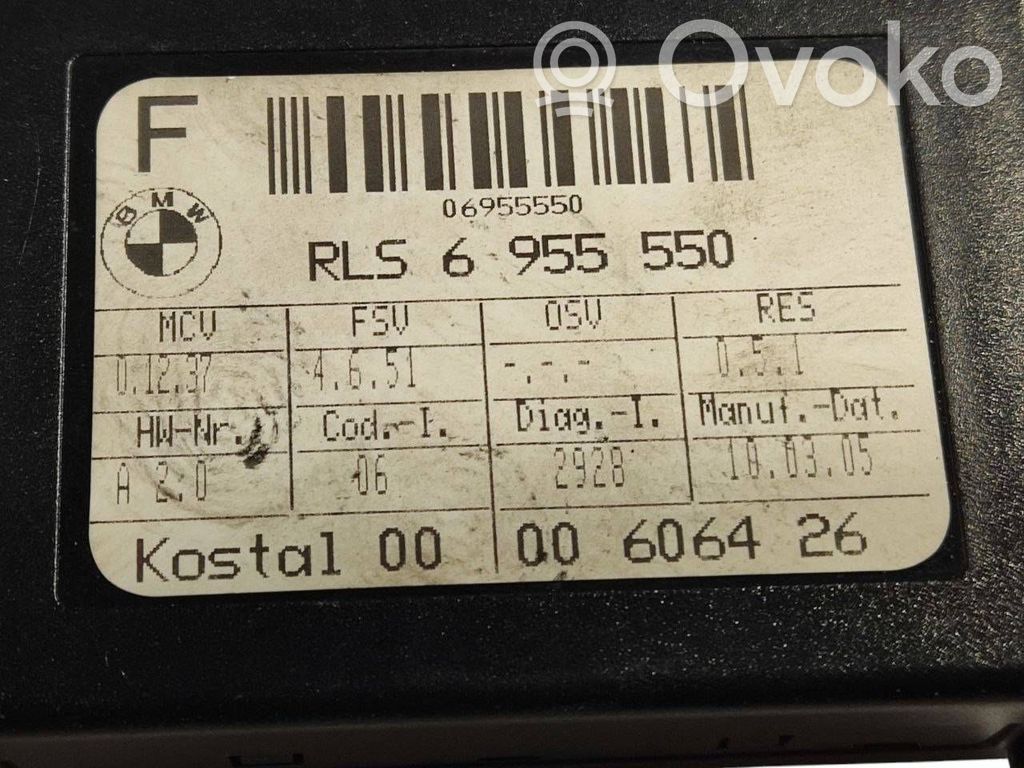 Ovoko
F
BMW
06955550
RLS 6 955 550
MCV FSV OSV RES
0.12.37 4.6.51 -.-.- 0.5.1
HW-Nr. Cod.-I. Diag.-I. Manuf.-Dat.
A 2.0 06 2928 10.03.05
Kostal 00 00 6064 26